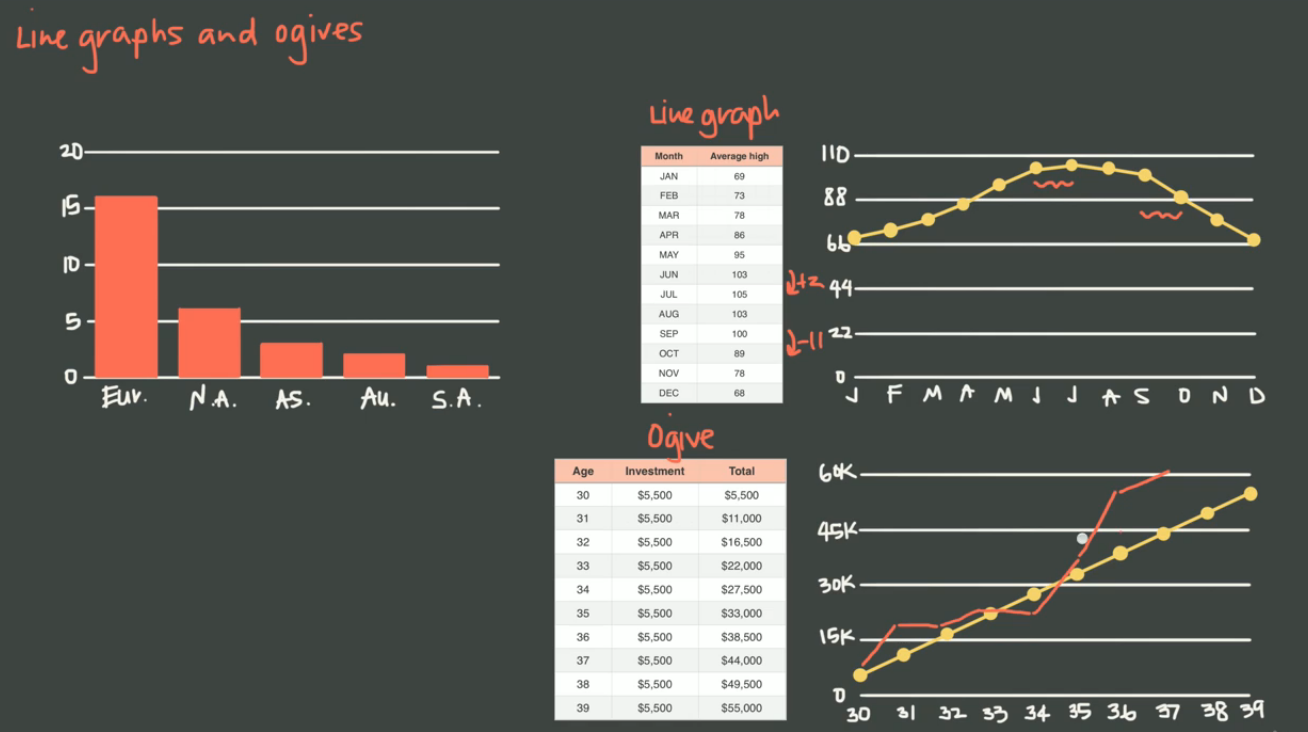 Line graphs and ogives
20
15
10
5
0
Eur. N.A. AS. Au. S.A.
Line graph
Month Average high
JAN 69
FEB 73
MAR 78
APR 86
MAY 95
JUN 103
JUL 105
AUG 103
SEP 100
OCT 89
NOV 78
DEC 68
+2
-11
110
88
66
44
22
0
J F M A M J J A S O N D
Ogive
Age Investment Total
30 $5,500 $5,500
31 $5,500 $11,000
32 $5,500 $16,500
33 $5,500 $22,000
34 $5,500 $27,500
35 $5,500 $33,000
36 $5,500 $38,500
37 $5,500 $44,000
38 $5,500 $49,500
39 $5,500 $55,000
60K
45K
30K
15K
0
30 31 32 33 34 35 36 37 38 39